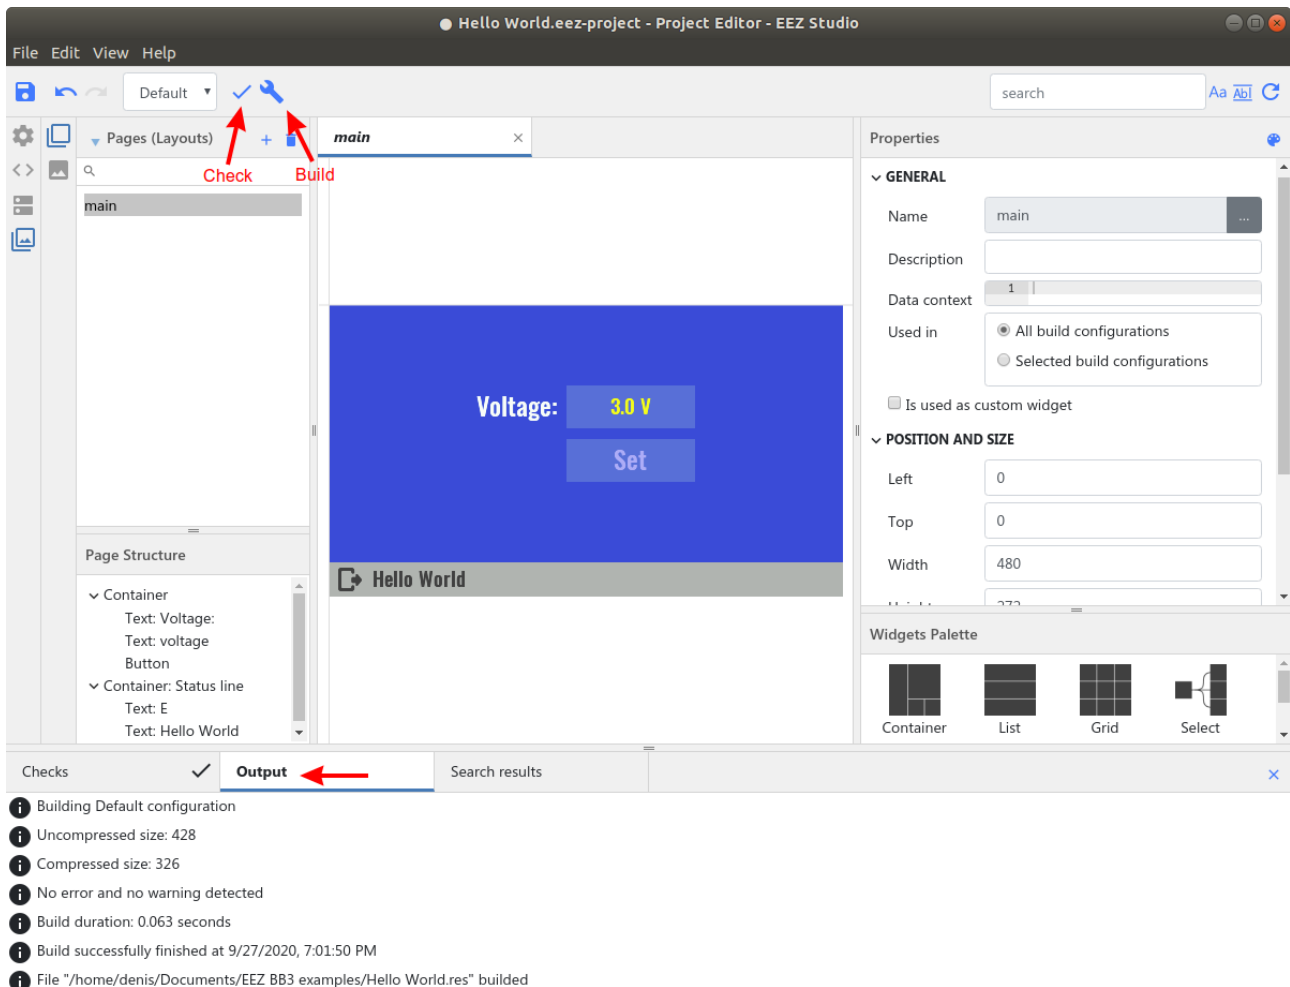 Hello World.eez-project - Project Editor - EEZ Studio
File Edit View Help
Default
search
Aa Ab|
Check
Build
Pages (Layouts)
main
main
Properties
GENERAL
Name
main
...
Description
Data context
1
Used in
All build configurations
Selected build configurations
Is used as custom widget
POSITION AND SIZE
Left
0
Top
0
Width
480
Voltage:
3.0 V
Set
Hello World
Page Structure
Container
Text: Voltage:
Text: voltage
Button
Container: Status line
Text: E
Text: Hello World
Widgets Palette
Container
List
Grid
Select
Checks
Output
Search results
Building Default configuration
Uncompressed size: 428
Compressed size: 326
No error and no warning detected
Build duration: 0.063 seconds
Build successfully finished at 9/27/2020, 7:01:50 PM
File "/home/denis/Documents/EEZ BB3 examples/Hello World.res" builded